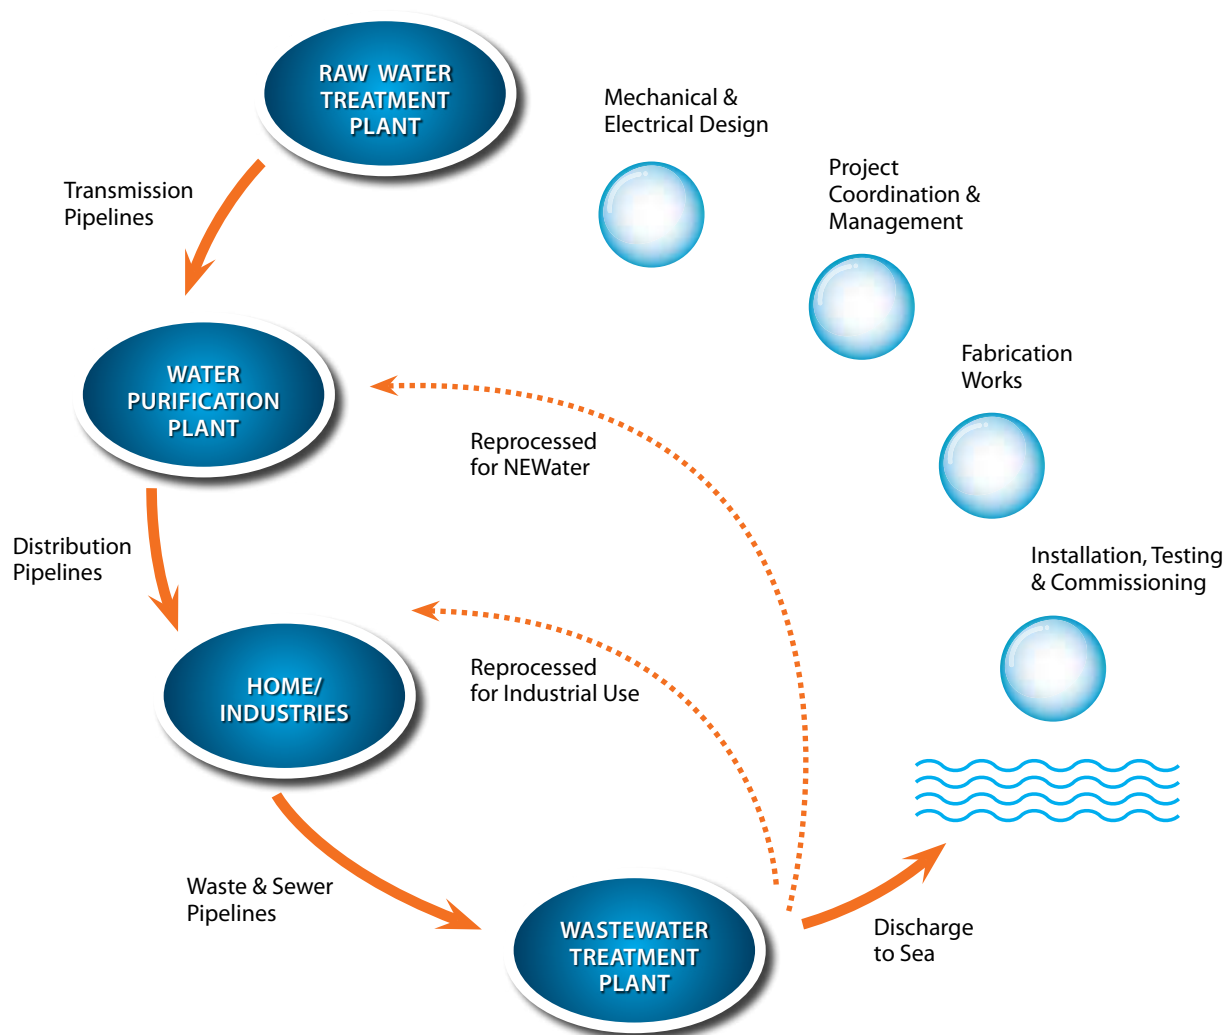 RAW WATER
TREATMENT
PLANT
Mechanical &
Electrical Design
Project
Coordination &
Management
Transmission
Pipelines
WATER
PURIFICATION
PLANT
Fabrication
Works
Reprocessed
for NEWater
Distribution
Pipelines
Installation, Testing
& Commissioning
HOME/
INDUSTRIES
Reprocessed
for Industrial Use
Waste & Sewer
Pipelines
WASTEWATER
TREATMENT
PLANT
Discharge
to Sea